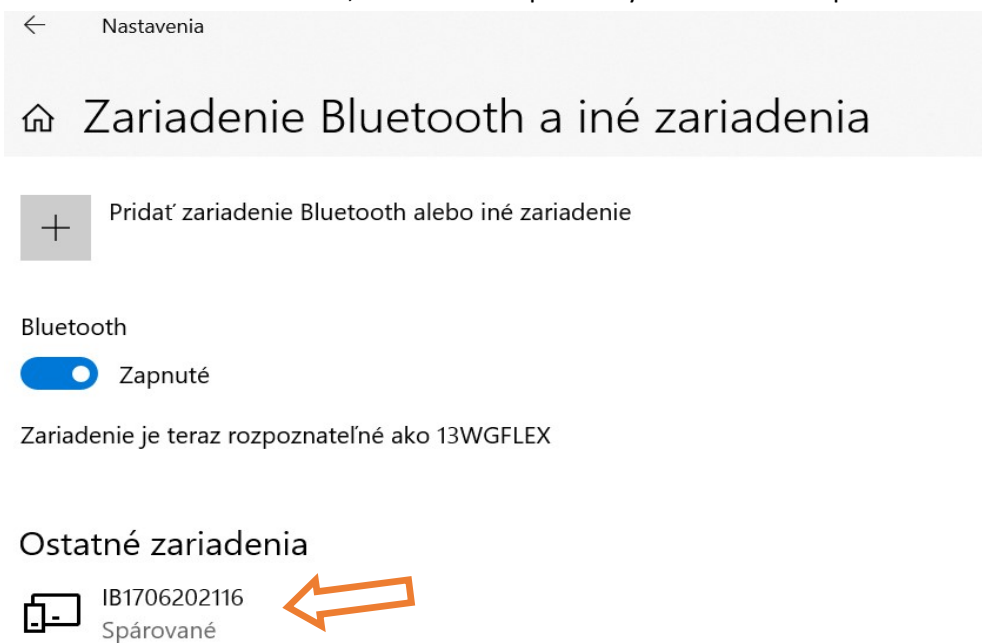 Nastavenia
Zariadenie Bluetooth a iné zariadenia
Pridať zariadenie Bluetooth alebo iné zariadenie
Bluetooth
Zapnuté
Zariadenie je teraz rozpoznateľné ako 13WGFLEX
Ostatné zariadenia
IB1706202116
Spárované